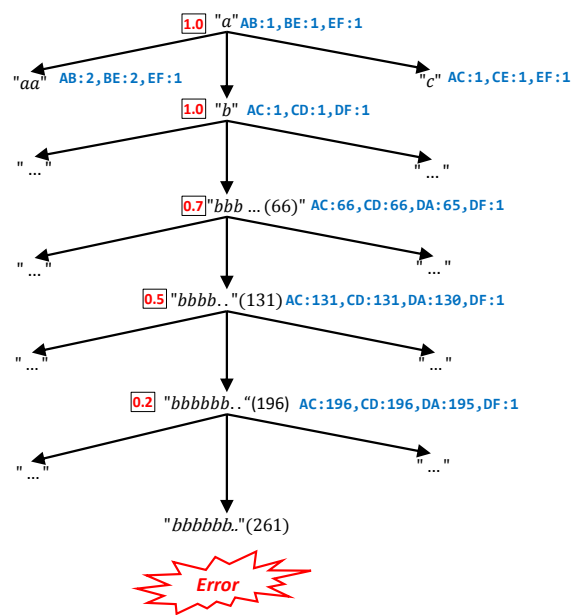 1.0 "a" AB:1,BE:1,EF:1
"aa" AB:2,BE:2,EF:1 "c" AC:1,CE:1,EF:1
1.0 "b" AC:1,CD:1,DF:1
" ... " " ... "
0.7 "bbb ... (66)" AC:66,CD:66,DA:65,DF:1
" ... " " ... "
0.5 "bbbb.."(131) AC:131,CD:131,DA:130,DF:1
" ... " " ... "
0.2 "bbbbbb..“(196) AC:196,CD:196,DA:195,DF:1
" ... " " ... "
"bbbbbb.."(261)
Error